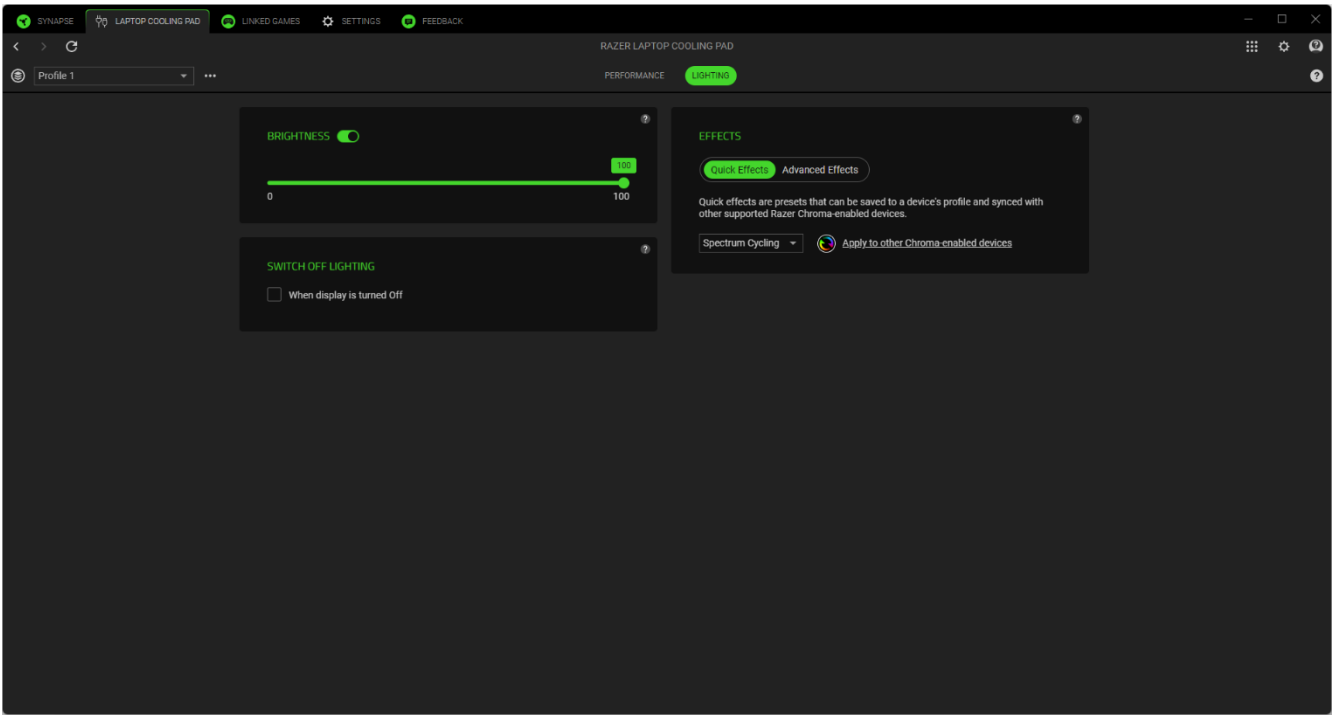 SYNAPSE
LAPTOP COOLING PAD
LINKED GAMES
SETTINGS
FEEDBACK
RAZER LAPTOP COOLING PAD
Profile 1
PERFORMANCE
LIGHTING
?
?
BRIGHTNESS
100
0
100
?
SWITCH OFF LIGHTING
When display is turned Off
?
EFFECTS
Quick Effects
Advanced Effects
Quick effects are presets that can be saved to a device's profile and synced with
other supported Razer Chroma-enabled devices.
Spectrum Cycling
Apply to other Chroma-enabled devices